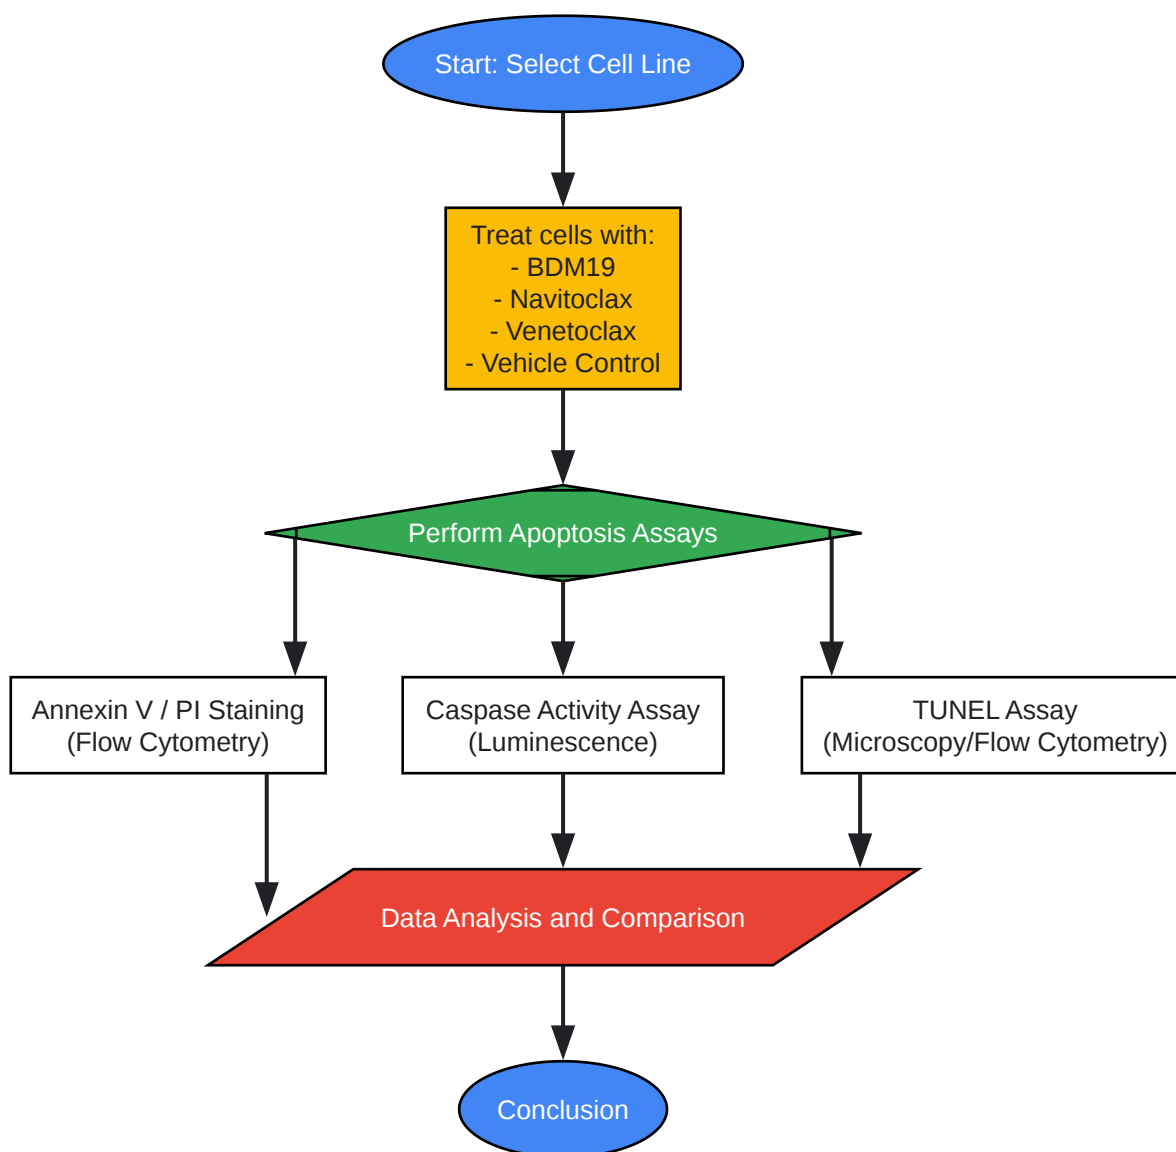 Start: Select Cell Line
Treat cells with:
- BDM19
- Navitoclax
- Venetoclax
- Vehicle Control
Perform Apoptosis Assays
Annexin V / PI Staining
(Flow Cytometry)
Caspase Activity Assay
(Luminescence)
TUNEL Assay
(Microscopy/Flow Cytometry)
Data Analysis and Comparison
Conclusion